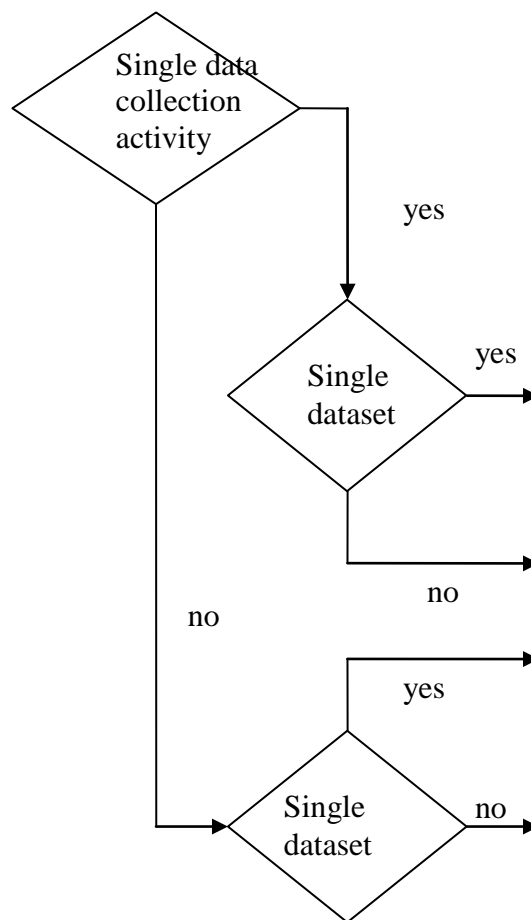 Single data
collection
activity
yes
yes
Single
dataset
no
no
yes
Single
dataset
no